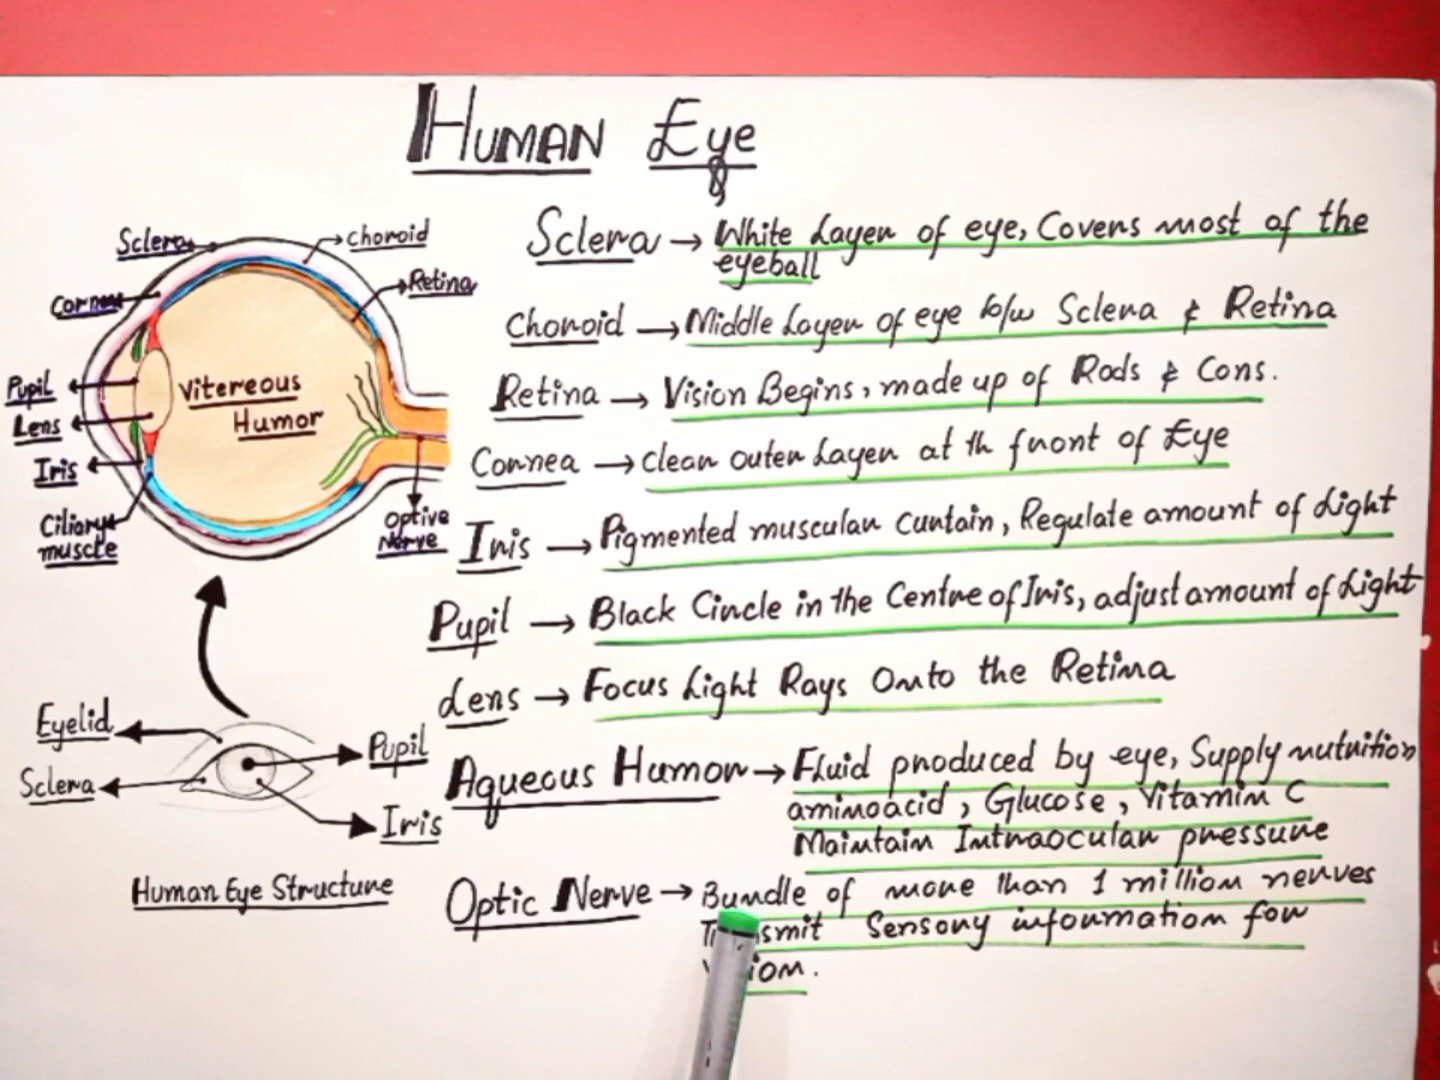 Human Eye
Sclera
Choroid
Cornea
Retina
Pupil
Lens
Iris
Ciliary
muscle
Vitereous
Humor
Optive
Nerve
Sclera → White Layer of eye, Covers most of the
eyeball
Choroid → Middle Layer of eye b/w Sclera & Retina
Retina → Vision Begins, made up of Rods & Cons.
Cornea → Clear outer Layer at th front of Eye
Iris → Pigmented muscular Curtain, Regulate amount of Light
Pupil → Black Circle in the Centre of Iris, adjust amount of Light
Lens → Focus Light Rays Onto the Retina
Aqueous Humor → Fluid produced by eye, Supply nutrition
aminoacid, Glucose, Vitamin C
Maintain Intraocular pressure
Optic Nerve → Bundle of more than 1 million nerves
Sensory information for
Eyelid
Sclera
Pupil
Iris
Human Eye Structure